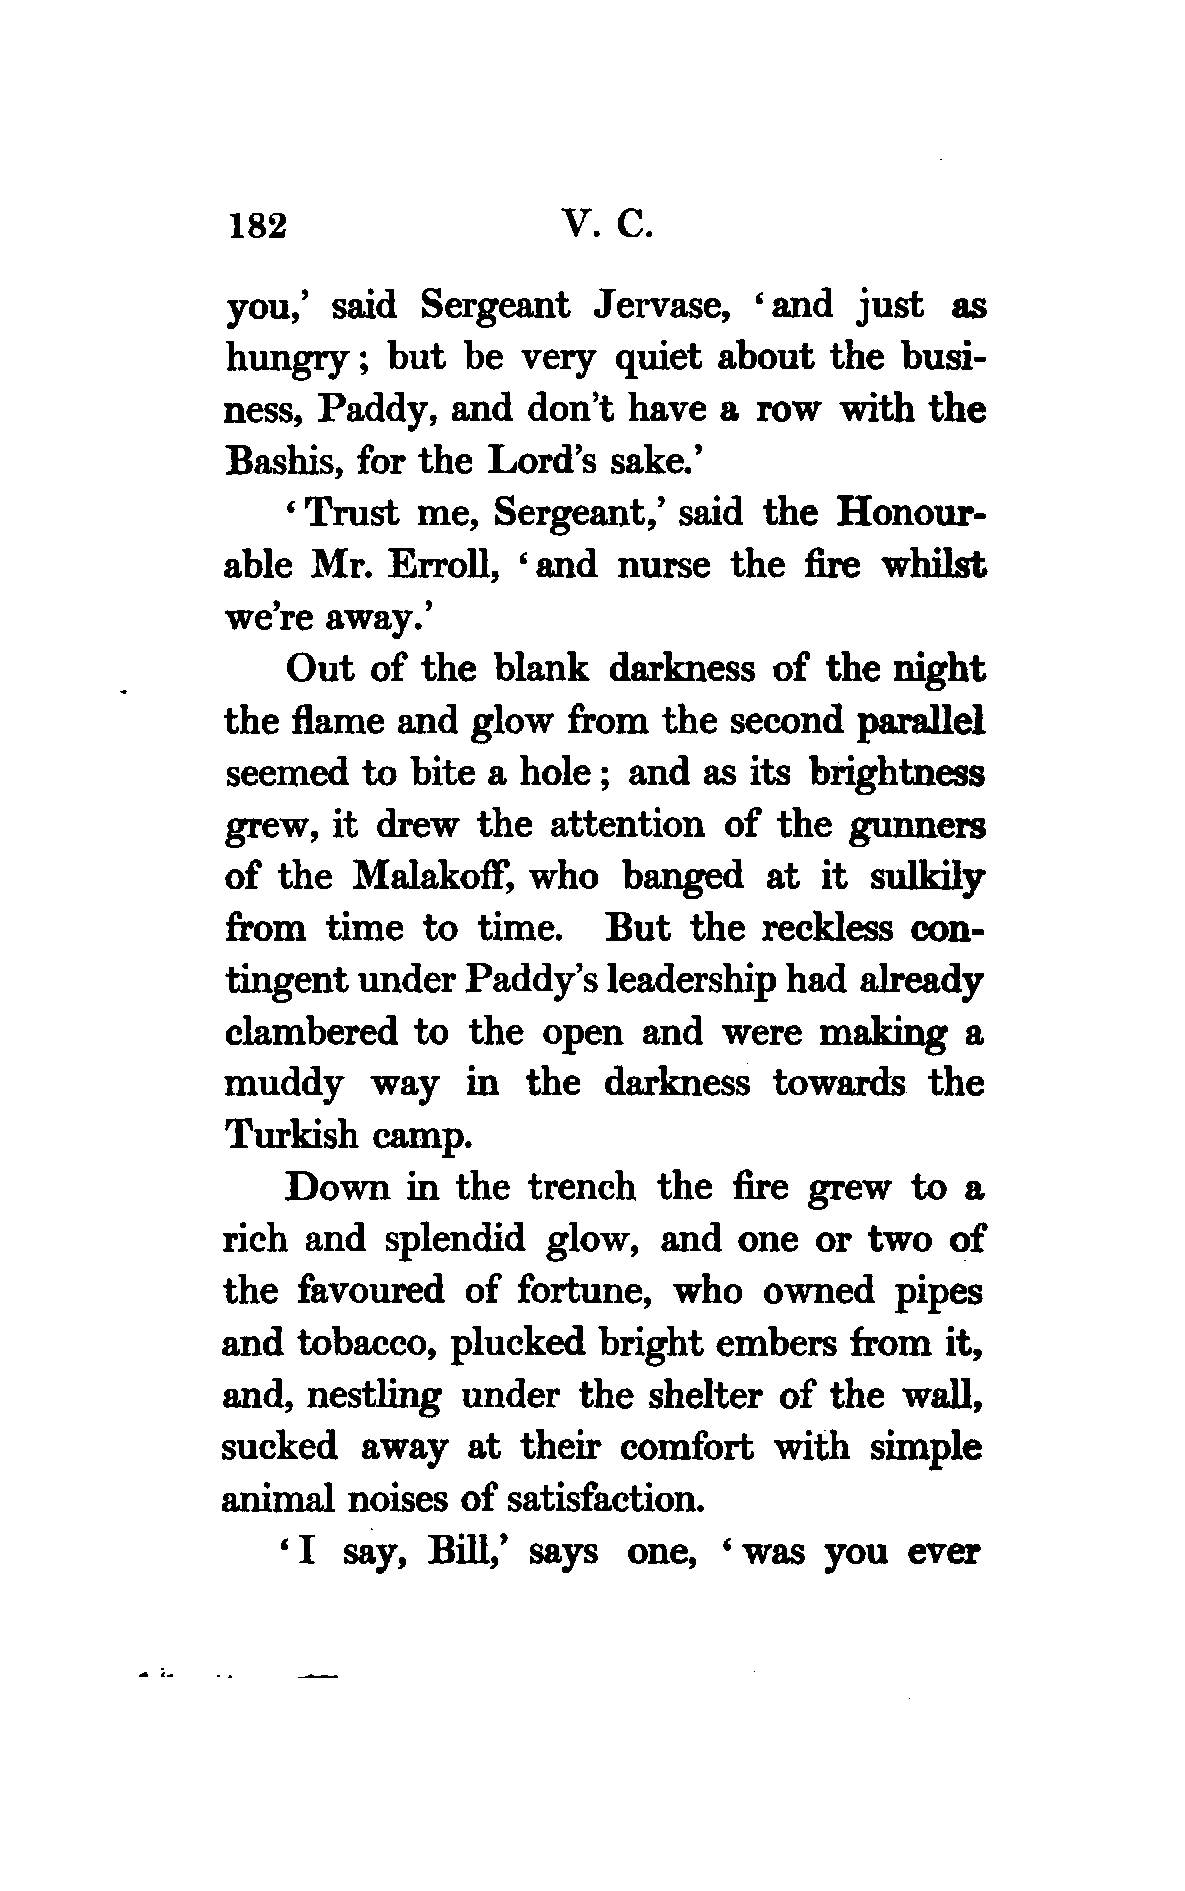 182 V. C.
you,’ said Sergeant Jervase, ‘and just as
hungry; but be very quiet about the busi-
ness, Paddy, and don’t have a row with the
Bashis, for the Lord’s sake.’
‘Trust me, Sergeant,’ said the Honour-
able Mr. Erroll, ‘and nurse the fire whilst
we’re away.’
Out of the blank darkness of the night
the flame and glow from the second parallel
seemed to bite a hole; and as its brightness
grew, it drew the attention of the gunners
of the Malakoff, who banged at it sulkily
from time to time. But the reckless con-
tingent under Paddy’s leadership had already
clambered to the open and were making a
muddy way in the darkness towards the
Turkish camp.
Down in the trench the fire grew to a
rich and splendid glow, and one or two of
the favoured of fortune, who owned pipes
and tobacco, plucked bright embers from it,
and, nestling under the shelter of the wall,
sucked away at their comfort with simple
animal noises of satisfaction.
‘I say, Bill,’ says one, ‘was you ever